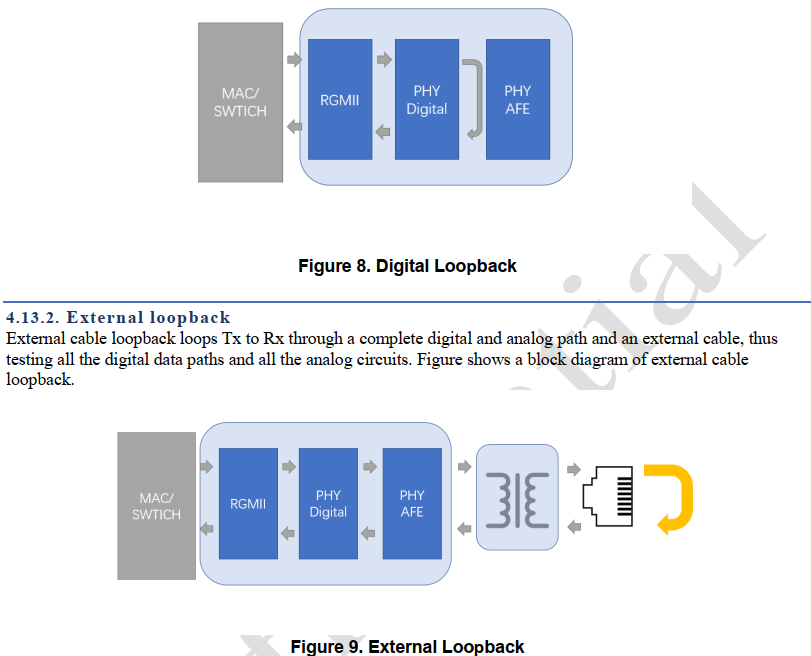 MAC/
SWTICH
RGMII
PHY
Digital
PHY
AFE
Figure 8. Digital Loopback
4.13.2. External loopback
External cable loopback loops Tx to Rx through a complete digital and analog path and an external cable, thus
testing all the digital data paths and all the analog circuits. Figure shows a block diagram of external cable
loopback.
MAC/
SWTICH
RGMII
PHY
Digital
PHY
AFE
Figure 9. External Loopback